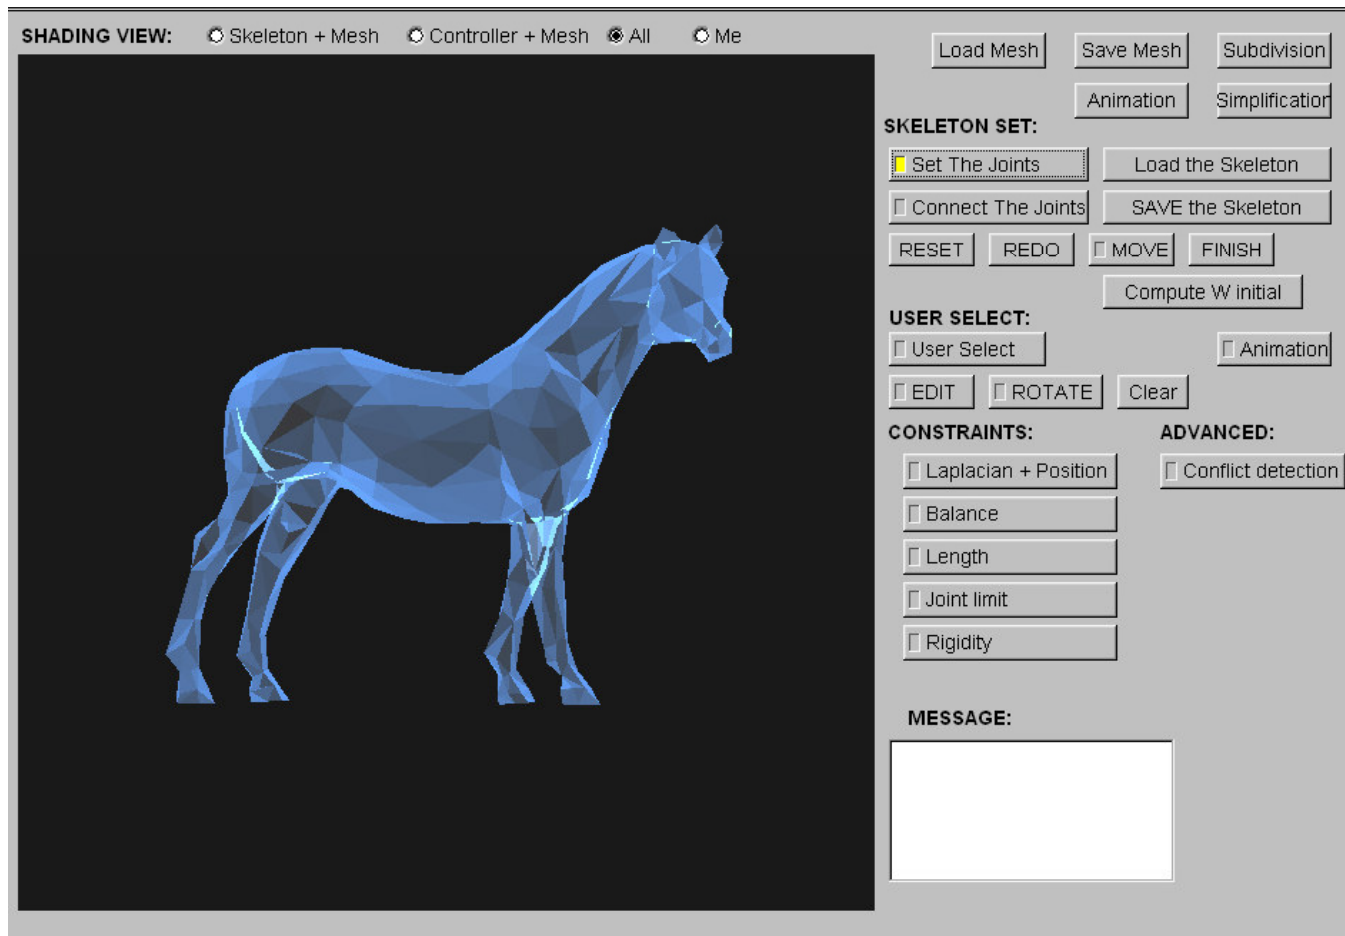 SHADING VIEW: Skeleton + Mesh Controller + Mesh All Me
Load Mesh Save Mesh Subdivision
Animation Simplification
SKELETON SET:
Set The Joints Load the Skeleton
Connect The Joints SAVE the Skeleton
RESET REDO MOVE FINISH
Compute W initial
USER SELECT:
User Select Animation
EDIT ROTATE Clear
CONSTRAINTS: ADVANCED:
Laplacian + Position Conflict detection
Balance
Length
Joint limit
Rigidity
MESSAGE: